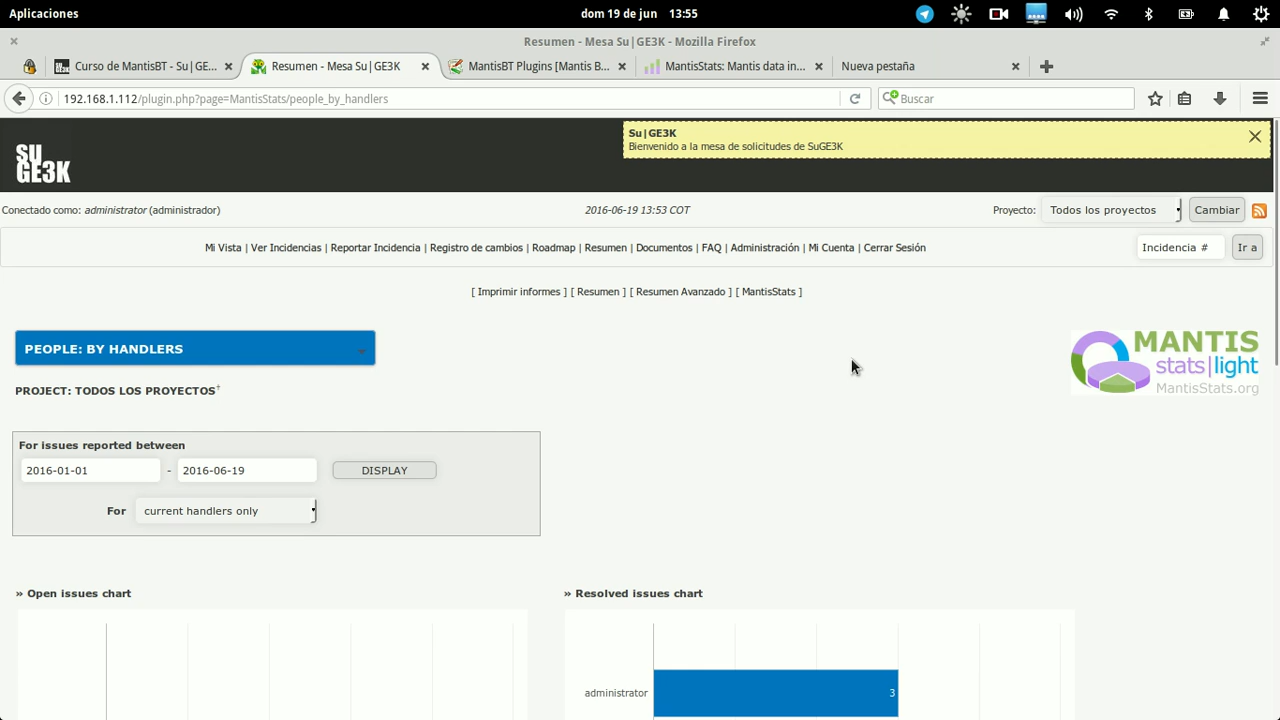 Aplicaciones
dom 19 de jun 13:55
Resumen - Mesa Su|GE3K - Mozilla Firefox
Curso de MantisBT - Su|GE...
Resumen - Mesa Su|GE3K
MantisBT Plugins [Mantis B...
MantisStats: Mantis data in...
Nueva pestaña
192.168.1.112/plugin.php?page=MantisStats/people_by_handlers
Buscar
SU
GE3K
Su|GE3K
Bienvenido a la mesa de solicitudes de SuGE3K
Conectado como: administrator (administrador)
2016-06-19 13:53 COT
Proyecto: Todos los proyectos Cambiar
Mi Vista | Ver Incidencias | Reportar Incidencia | Registro de cambios | Roadmap | Resumen | Documentos | FAQ | Administración | Mi Cuenta | Cerrar Sesión
Incidencia # Ir a
[ Imprimir informes ] [ Resumen ] [ Resumen Avanzado ] [ MantisStats ]
PEOPLE: BY HANDLERS
MANTIS
stats|light
MantisStats.org
PROJECT: TODOS LOS PROYECTOS†
For issues reported between
2016-01-01 - 2016-06-19 DISPLAY
For current handlers only
» Open issues chart
» Resolved issues chart
administrator 3